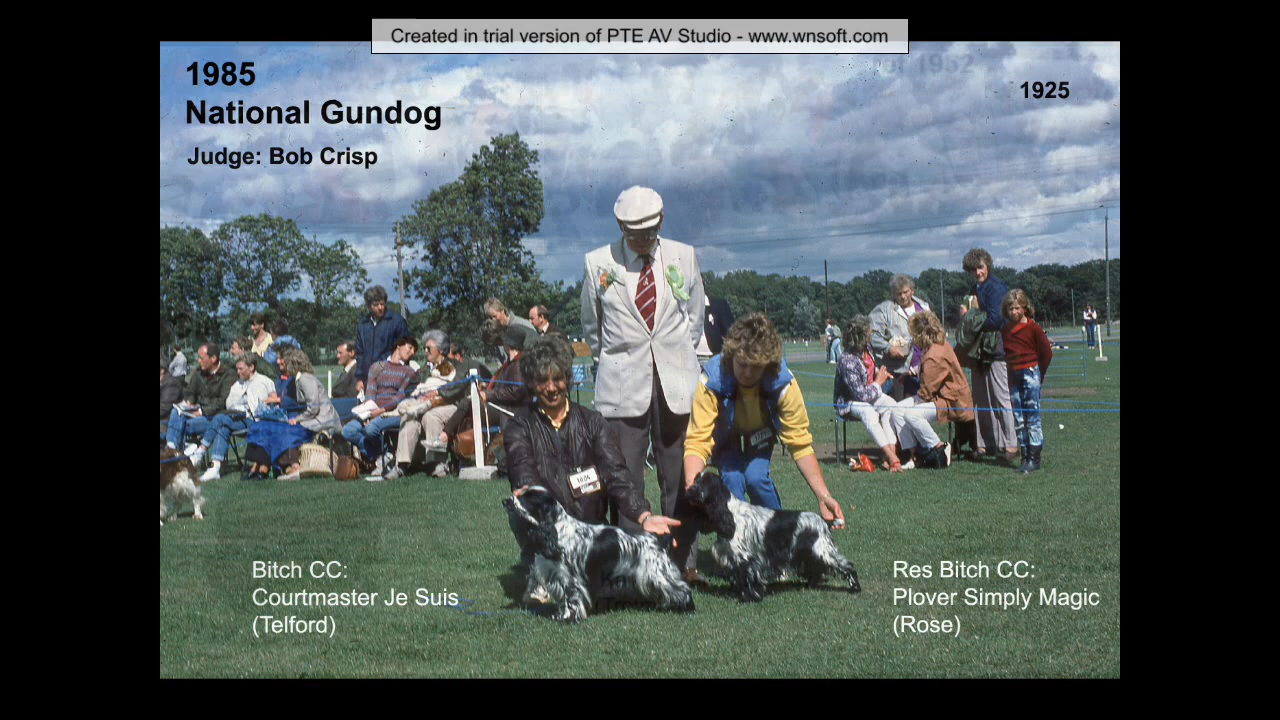 Created in trial version of PTE AV Studio - www.wnsoft.com
1985
National Gundog
Judge: Bob Crisp
1925
Bitch CC:
Courtmaster Je Suis
(Telford)
Res Bitch CC:
Plover Simply Magic
(Rose)